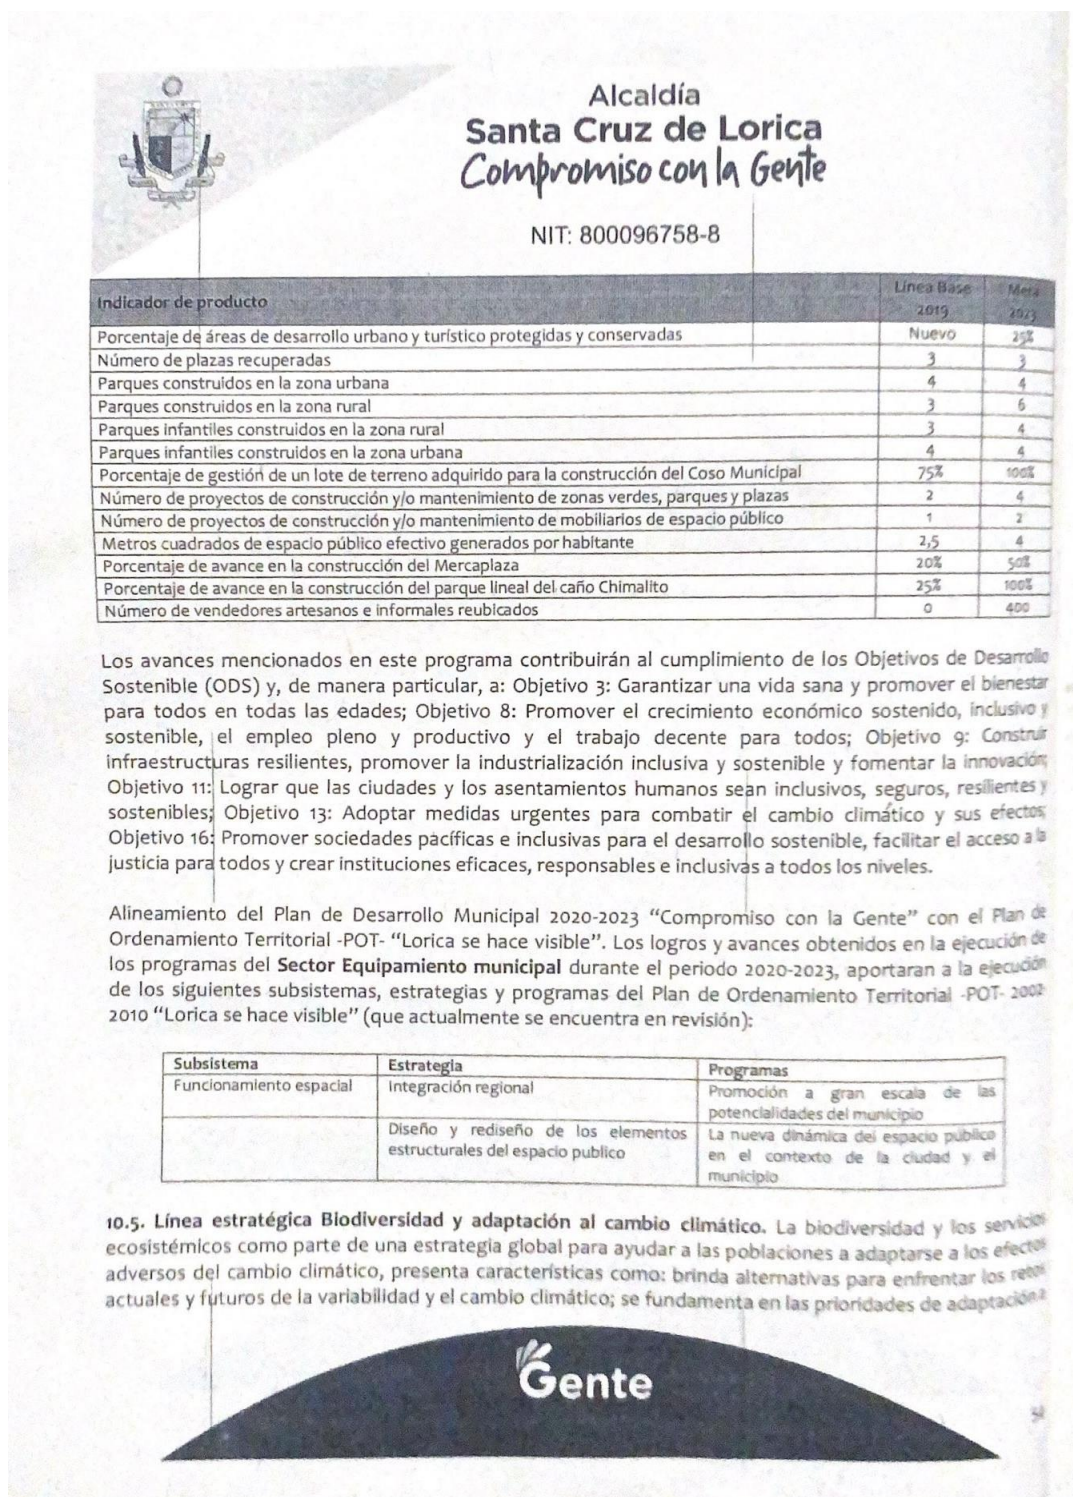 Alcaldía
Santa Cruz de Lorica
Compromiso con la Gente
NIT: 800096758-8
Indicador de producto Línea Base 2019 Meta 2023
Porcentaje de áreas de desarrollo urbano y turístico protegidas y conservadas Nuevo 25%
Número de plazas recuperadas 3 3
Parques construidos en la zona urbana 4 4
Parques construidos en la zona rural 3 6
Parques infantiles construidos en la zona rural 3 4
Parques infantiles construidos en la zona urbana 4 4
Porcentaje de gestión de un lote de terreno adquirido para la construcción del Coso Municipal 75% 100%
Número de proyectos de construcción y/o mantenimiento de zonas verdes, parques y plazas 2 4
Número de proyectos de construcción y/o mantenimiento de mobiliarios de espacio público 1 2
Metros cuadrados de espacio público efectivo generados por habitante 2,5 4
Porcentaje de avance en la construcción del Mercaplaza 20% 50%
Porcentaje de avance en la construcción del parque lineal del caño Chimalito 25% 100%
Número de vendedores artesanos e informales reubicados 0 400
Los avances mencionados en este programa contribuirán al cumplimiento de los Objetivos de Desarrollo
Sostenible (ODS) y, de manera particular, a: Objetivo 3: Garantizar una vida sana y promover el bienestar
para todos en todas las edades; Objetivo 8: Promover el crecimiento económico sostenido, inclusivo y
sostenible, el empleo pleno y productivo y el trabajo decente para todos; Objetivo 9: Construir
infraestructuras resilientes, promover la industrialización inclusiva y sostenible y fomentar la innovación;
Objetivo 11: Lograr que las ciudades y los asentamientos humanos sean inclusivos, seguros, resilientes y
sostenibles; Objetivo 13: Adoptar medidas urgentes para combatir el cambio climático y sus efectos;
Objetivo 16: Promover sociedades pacíficas e inclusivas para el desarrollo sostenible, facilitar el acceso a la
justicia para todos y crear instituciones eficaces, responsables e inclusivas a todos los niveles.
Alineamiento del Plan de Desarrollo Municipal 2020-2023 “Compromiso con la Gente” con el Plan de
Ordenamiento Territorial -POT- “Lorica se hace visible”. Los logros y avances obtenidos en la ejecución de
los programas del Sector Equipamiento municipal durante el periodo 2020-2023, aportaran a la ejecución
de los siguientes subsistemas, estrategias y programas del Plan de Ordenamiento Territorial -POT- 2002-
2010 “Lorica se hace visible” (que actualmente se encuentra en revisión):
Subsistema Estrategia Programas
Funcionamiento espacial Integración regional Promoción a gran escala de las
potencialidades del municipio
Diseño y rediseño de los elementos La nueva dinámica del espacio público
estructurales del espacio publico en el contexto de la ciudad y el
municipio
10.5. Línea estratégica Biodiversidad y adaptación al cambio climático. La biodiversidad y los servicios
ecosistémicos como parte de una estrategia global para ayudar a las poblaciones a adaptarse a los efectos
adversos del cambio climático, presenta características como: brinda alternativas para enfrentar los retos
actuales y futuros de la variabilidad y el cambio climático; se fundamenta en las prioridades de adaptación
Gente